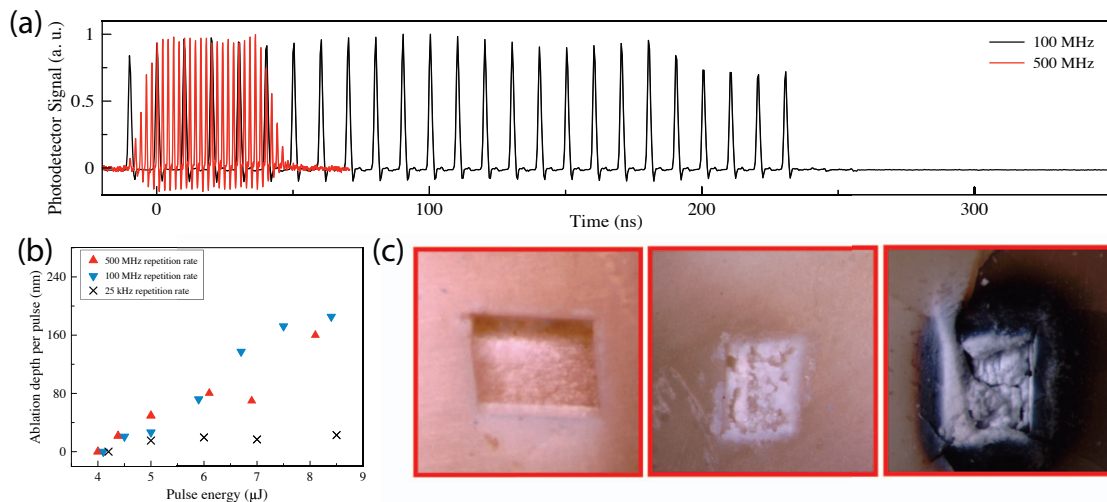 (a)
Photodetector Signal (a. u.)
1
0.5
0
100 MHz
500 MHz
0
100
200
300
Time (ns)
(b)
Ablation depth per pulse (nm)
240
160
80
0
500 MHz repetition rate
100 MHz repetition rate
25 kHz repetition rate
4
5
6
7
8
9
Pulse energy (µJ)
(c)